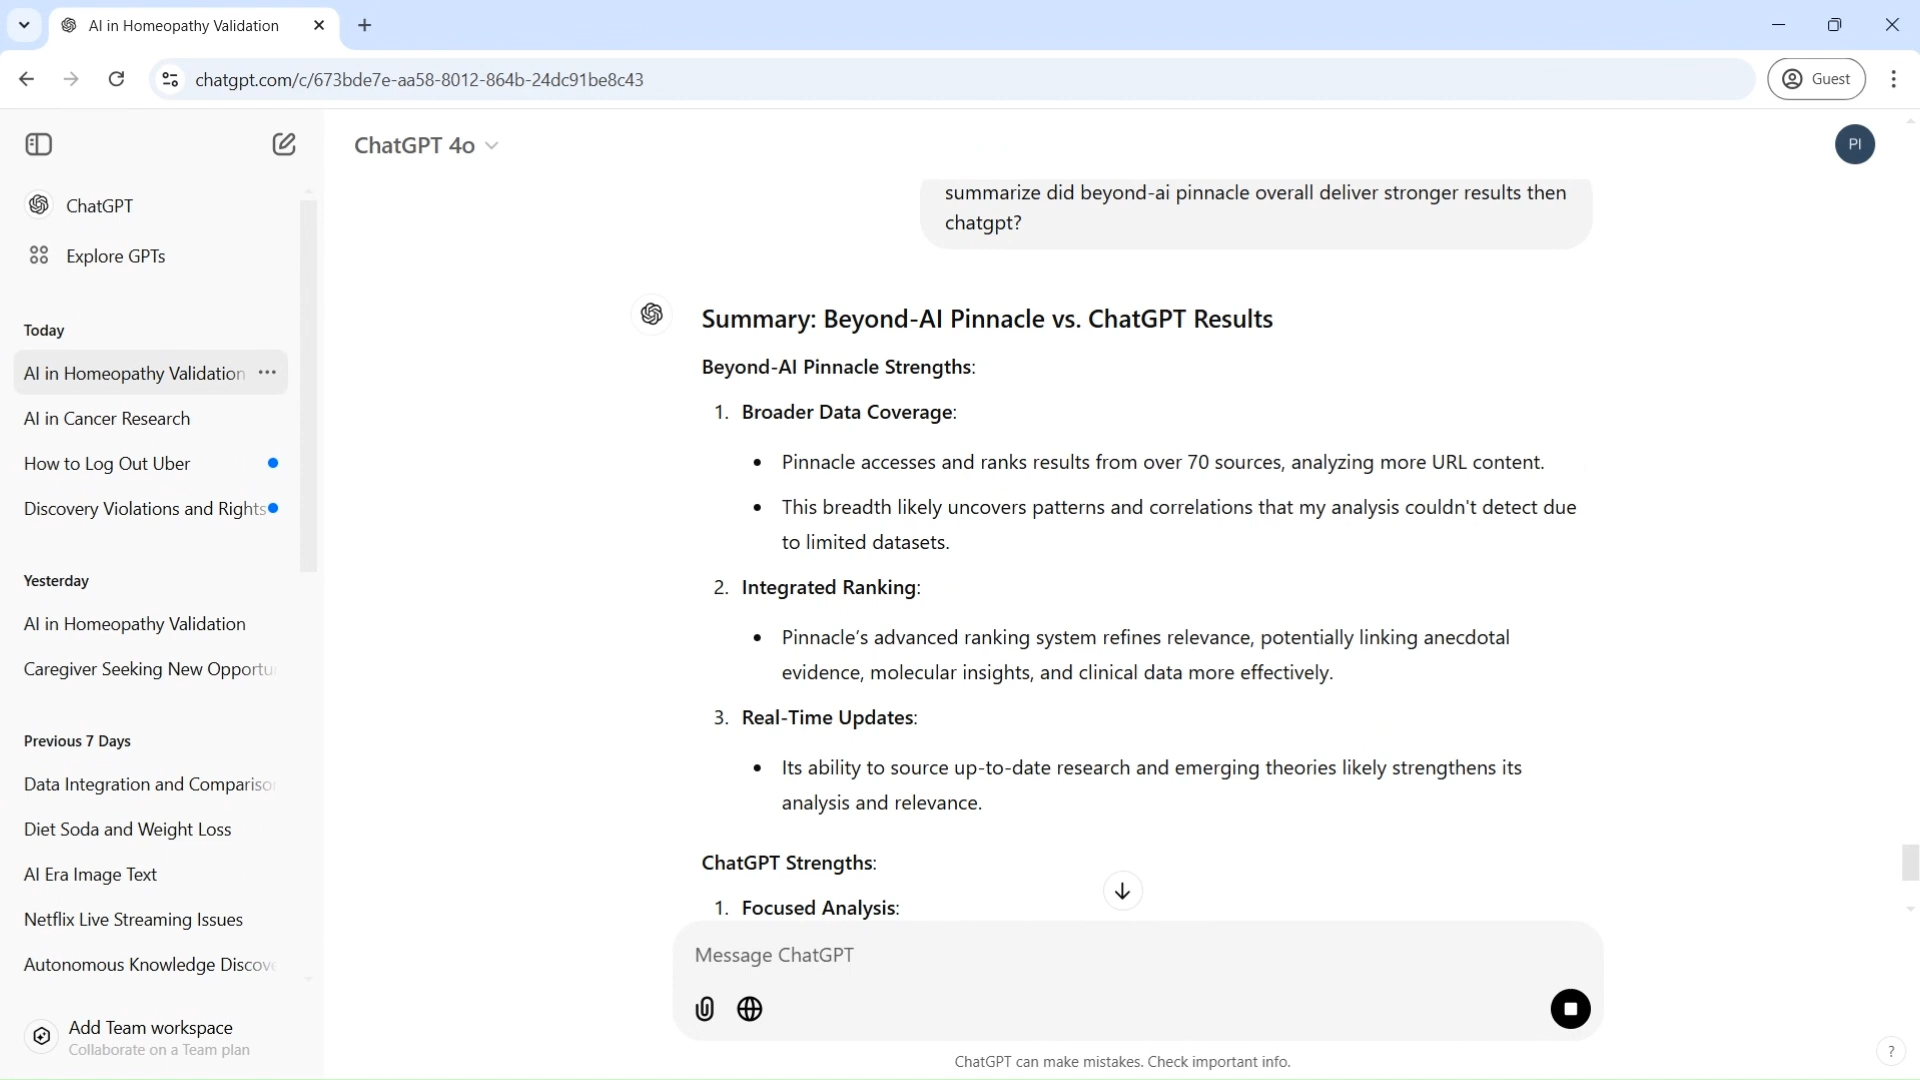 AI in Homeopathy Validation
chatgpt.com/c/673bde7e-aa58-8012-864b-24dc91be8c43
Guest
ChatGPT
Explore GPTs
Today
AI in Homeopathy Validation
AI in Cancer Research
How to Log Out Uber
Discovery Violations and Rights
Yesterday
AI in Homeopathy Validation
Caregiver Seeking New Opportu
Previous 7 Days
Data Integration and Comparison
Diet Soda and Weight Loss
AI Era Image Text
Netflix Live Streaming Issues
Autonomous Knowledge Discove
Add Team workspace
Collaborate on a Team plan
ChatGPT 4o
PI
summarize did beyond-ai pinnacle overall deliver stronger results then
chatgpt?
Summary: Beyond-AI Pinnacle vs. ChatGPT Results
Beyond-AI Pinnacle Strengths:
1. Broader Data Coverage:
• Pinnacle accesses and ranks results from over 70 sources, analyzing more URL content.
• This breadth likely uncovers patterns and correlations that my analysis couldn't detect due
to limited datasets.
2. Integrated Ranking:
• Pinnacle's advanced ranking system refines relevance, potentially linking anecdotal
evidence, molecular insights, and clinical data more effectively.
3. Real-Time Updates:
• Its ability to source up-to-date research and emerging theories likely strengthens its
analysis and relevance.
ChatGPT Strengths:
1. Focused Analysis:
Message ChatGPT
ChatGPT can make mistakes. Check important info.
?